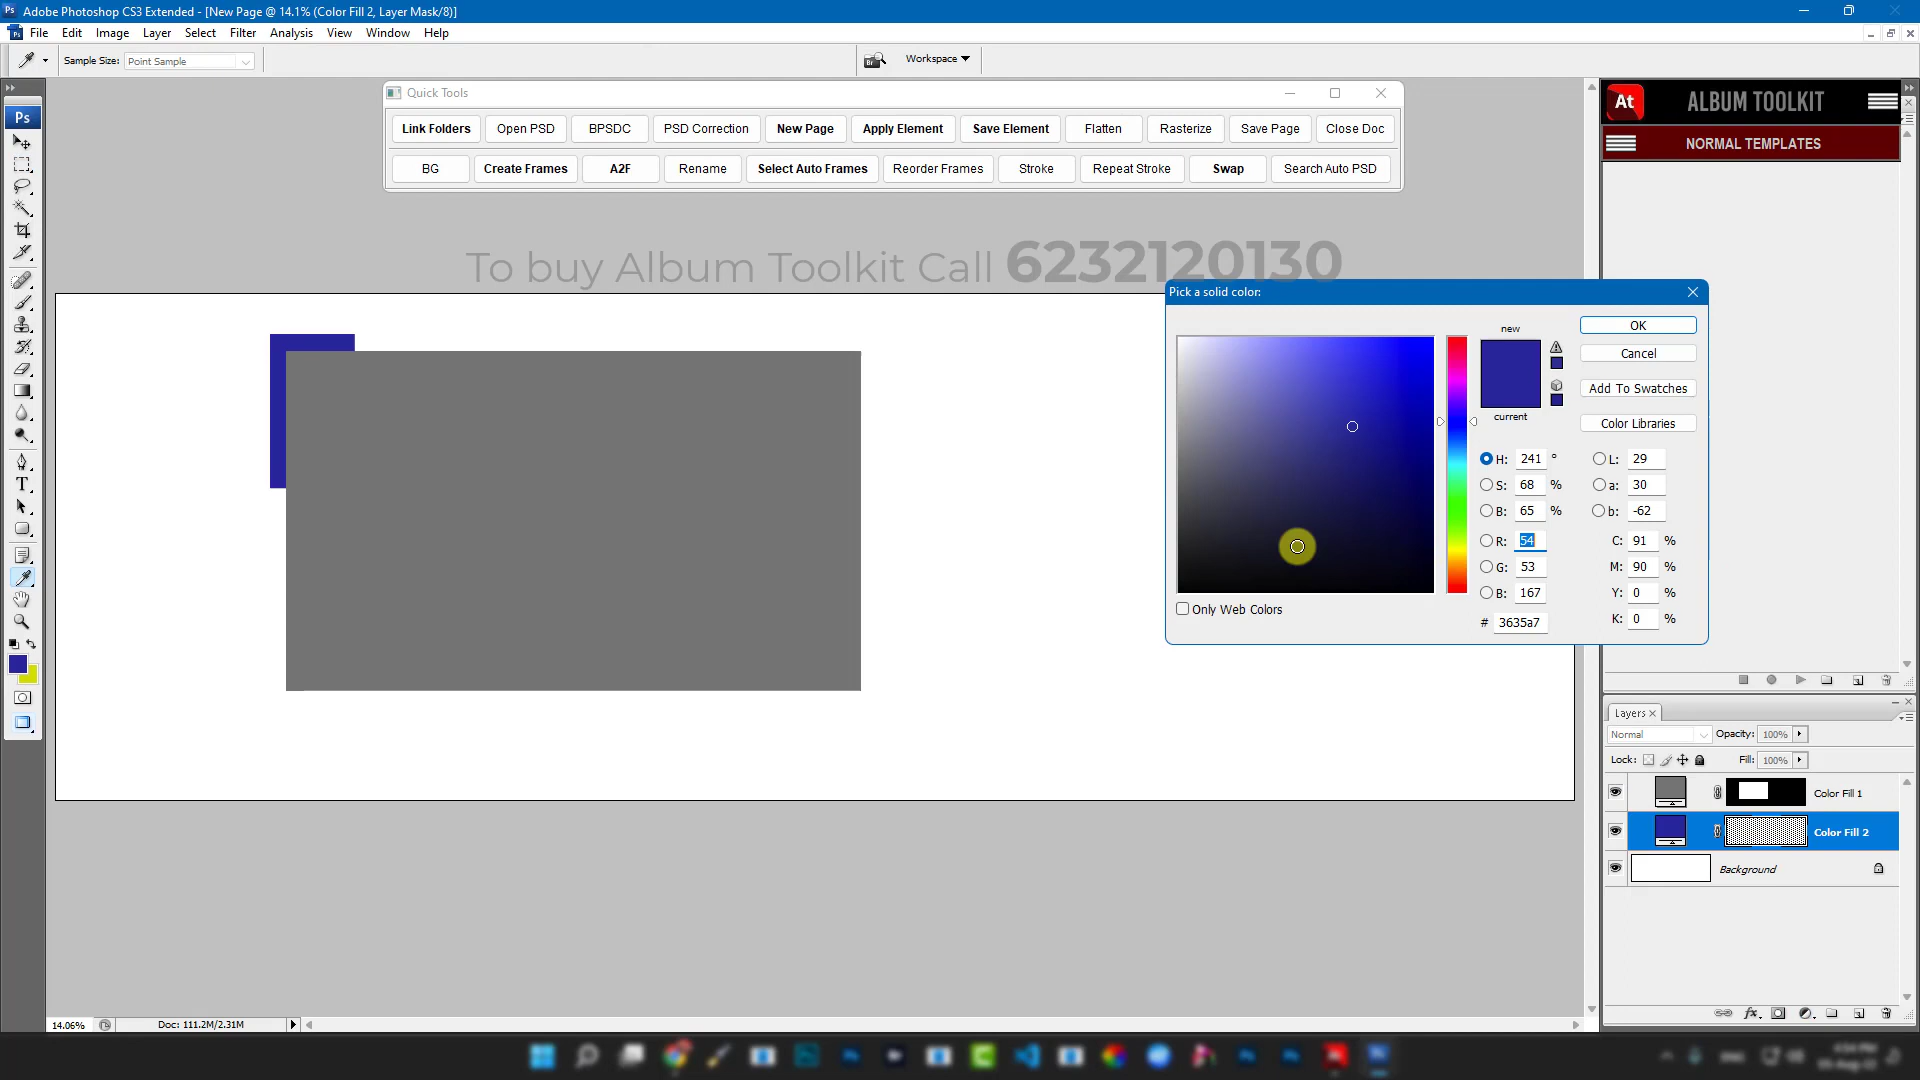 Adobe Photoshop CS3 Extended - [New Page @ 14.1% (Color Fill 2, Layer Mask/8)]
File Edit Image Layer Select Filter Analysis View Window Help
Sample Size: Point Sample
Workspace
Quick Tools
Link Folders Open PSD BPSDC PSD Correction New Page Apply Element Save Element Flatten Rasterize Save Page Close Doc
BG Create Frames A2F Rename Select Auto Frames Reorder Frames Stroke Repeat Stroke Swap Search Auto PSD
Ps
At ALBUM TOOLKIT
NORMAL TEMPLATES
To buy Album Toolkit Call 6232120130
Pick a solid color:
new
current
OK
Cancel
Add To Swatches
Color Libraries
H: 241 ° L: 29
S: 68 % a: 30
B: 65 % b: -62
R: 54 C: 91 %
G: 53 M: 90 %
B: 167 Y: 0 %
# 3635a7 K: 0 %
Only Web Colors
Layers
Normal Opacity: 100%
Lock: Fill: 100%
Color Fill 1
Color Fill 2
Background
14.06% Doc: 111.2M/2.31M